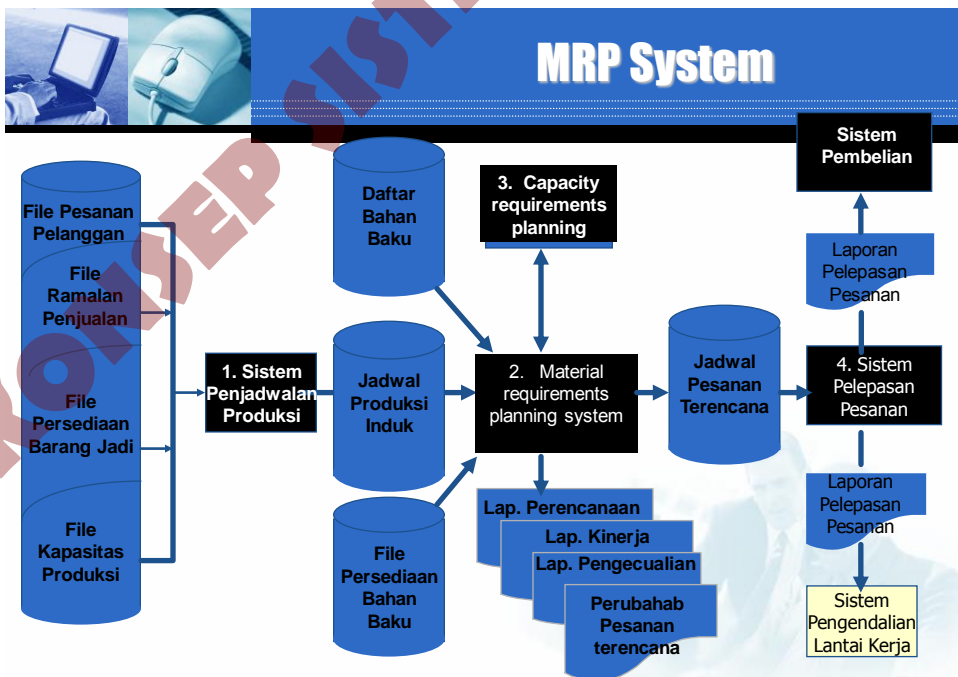 MRP System
KONSEP SIST
File Pesanan
Pelanggan
File
Ramalan
Penjualan
File
Persediaan
Barang Jadi
File
Kapasitas
Produksi
1. Sistem
Penjadwalan
Produksi
Daftar
Bahan
Baku
Jadwal
Produksi
Induk
File
Persediaan
Bahan
Baku
3. Capacity
requirements
planning
2. Material
requirements
planning system
Lap. Perencanaan
Lap. Kinerja
Lap. Pengecualian
Perubahab
Pesanan
terencana
Jadwal
Pesanan
Terencana
Sistem
Pembelian
Laporan
Pelepasan
Pesanan
4. Sistem
Pelepasan
Pesanan
Laporan
Pelepasan
Pesanan
Sistem
Pengendalian
Lantai Kerja